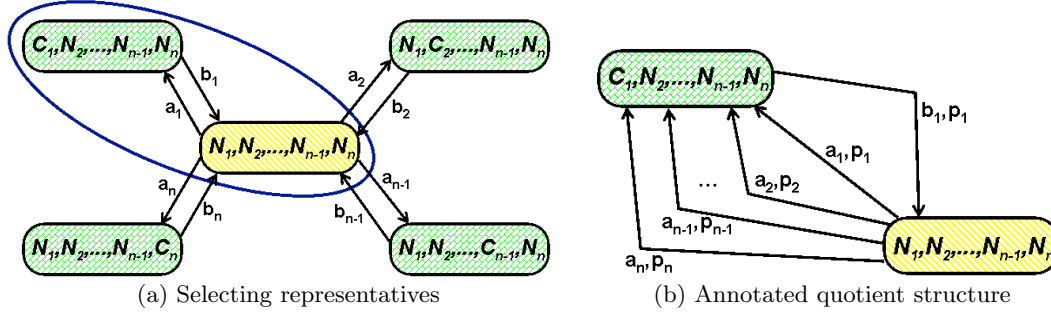 C₁,N₂,...,Nₙ₋₁,Nₙ
N₁,C₂,...,Nₙ₋₁,Nₙ
b₁
a₁
a₂
b₂
N₁,N₂,...,Nₙ₋₁,Nₙ
aₙ
bₙ
aₙ₋₁
bₙ₋₁
N₁,N₂,...,Nₙ₋₁,Cₙ
N₁,N₂,...,Cₙ₋₁,Nₙ
(a) Selecting representatives
C₁,N₂,...,Nₙ₋₁,Nₙ
b₁,p₁
a₁,p₁
...
a₂,p₂
aₙ₋₁,pₙ₋₁
aₙ,pₙ
N₁,N₂,...,Nₙ₋₁,Nₙ
(b) Annotated quotient structure